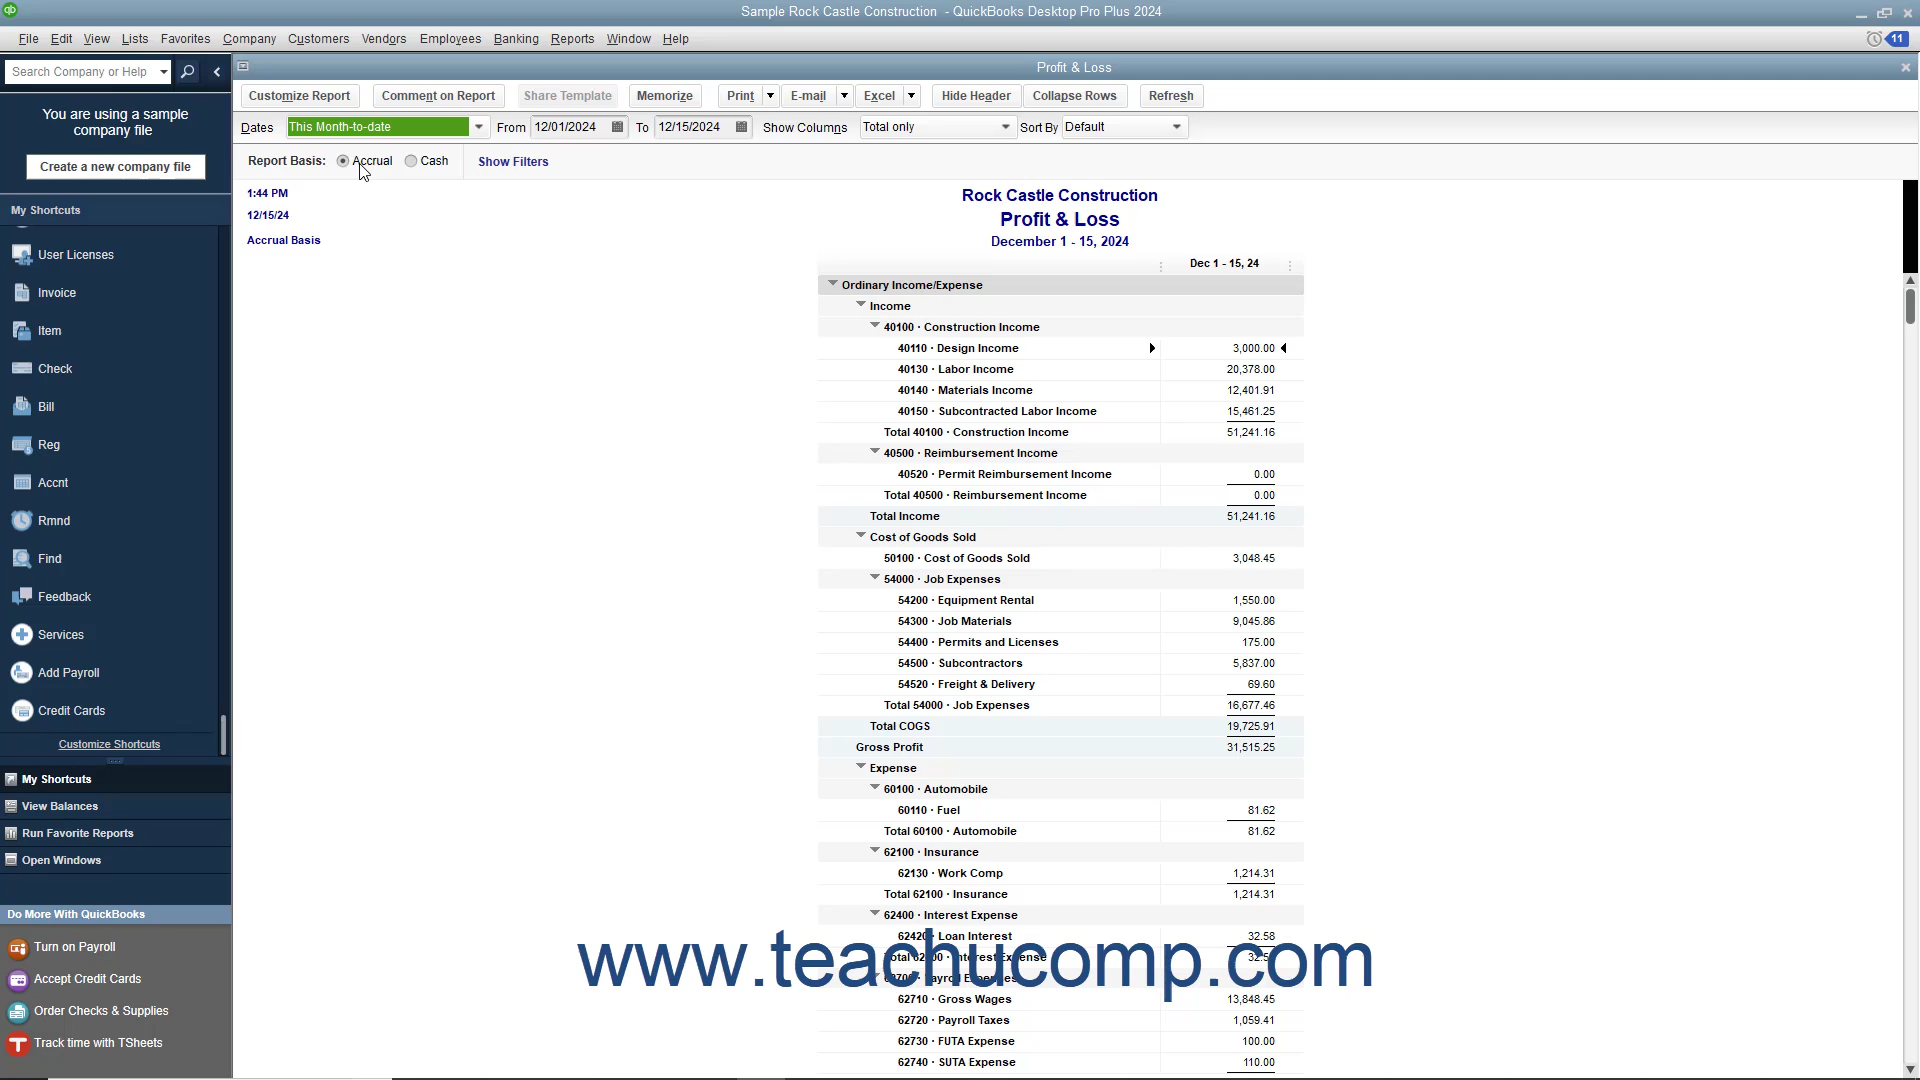 Sample Rock Castle Construction - QuickBooks Desktop Pro Plus 2024
File Edit View Lists Favorites Company Customers Vendors Employees Banking Reports Window Help 11
Search Company or Help
Profit & Loss
Customize Report Comment on Report Share Template Memorize Print E-mail Excel Hide Header Collapse Rows Refresh
Dates This Month-to-date From 12/01/2024 To 12/15/2024 Show Columns Total only Sort By Default
Report Basis: Accrual Cash Show Filters
You are using a sample
company file
Create a new company file
My Shortcuts
User Licenses
Invoice
Item
Check
Bill
Reg
Accnt
Rmnd
Find
Feedback
Services
Add Payroll
Credit Cards
Customize Shortcuts
My Shortcuts
View Balances
Run Favorite Reports
Open Windows
Do More With QuickBooks
Turn on Payroll
Accept Credit Cards
Order Checks & Supplies
Track time with TSheets
1:44 PM
12/15/24
Accrual Basis
Rock Castle Construction
Profit & Loss
December 1 - 15, 2024
Dec 1 - 15, 24
Ordinary Income/Expense
Income
40100 · Construction Income
40110 · Design Income 3,000.00
40130 · Labor Income 20,378.00
40140 · Materials Income 12,401.91
40150 · Subcontracted Labor Income 15,461.25
Total 40100 · Construction Income 51,241.16
40500 · Reimbursement Income
40520 · Permit Reimbursement Income 0.00
Total 40500 · Reimbursement Income 0.00
Total Income 51,241.16
Cost of Goods Sold
50100 · Cost of Goods Sold 3,048.45
54000 · Job Expenses
54200 · Equipment Rental 1,550.00
54300 · Job Materials 9,045.86
54400 · Permits and Licenses 175.00
54500 · Subcontractors 5,837.00
54520 · Freight & Delivery 69.60
Total 54000 · Job Expenses 16,677.46
Total COGS 19,725.91
Gross Profit 31,515.25
Expense
60100 · Automobile
60110 · Fuel 81.62
Total 60100 · Automobile 81.62
62100 · Insurance
62130 · Work Comp 1,214.31
Total 62100 · Insurance 1,214.31
62400 · Interest Expense
62420 · Loan Interest 32.58
Total 62400 · Interest Expense 32.58
62700 · Payroll Expenses
62710 · Gross Wages 13,848.45
62720 · Payroll Taxes 1,059.41
62730 · FUTA Expense 100.00
62740 · SUTA Expense 110.00
www.teachucomp.com